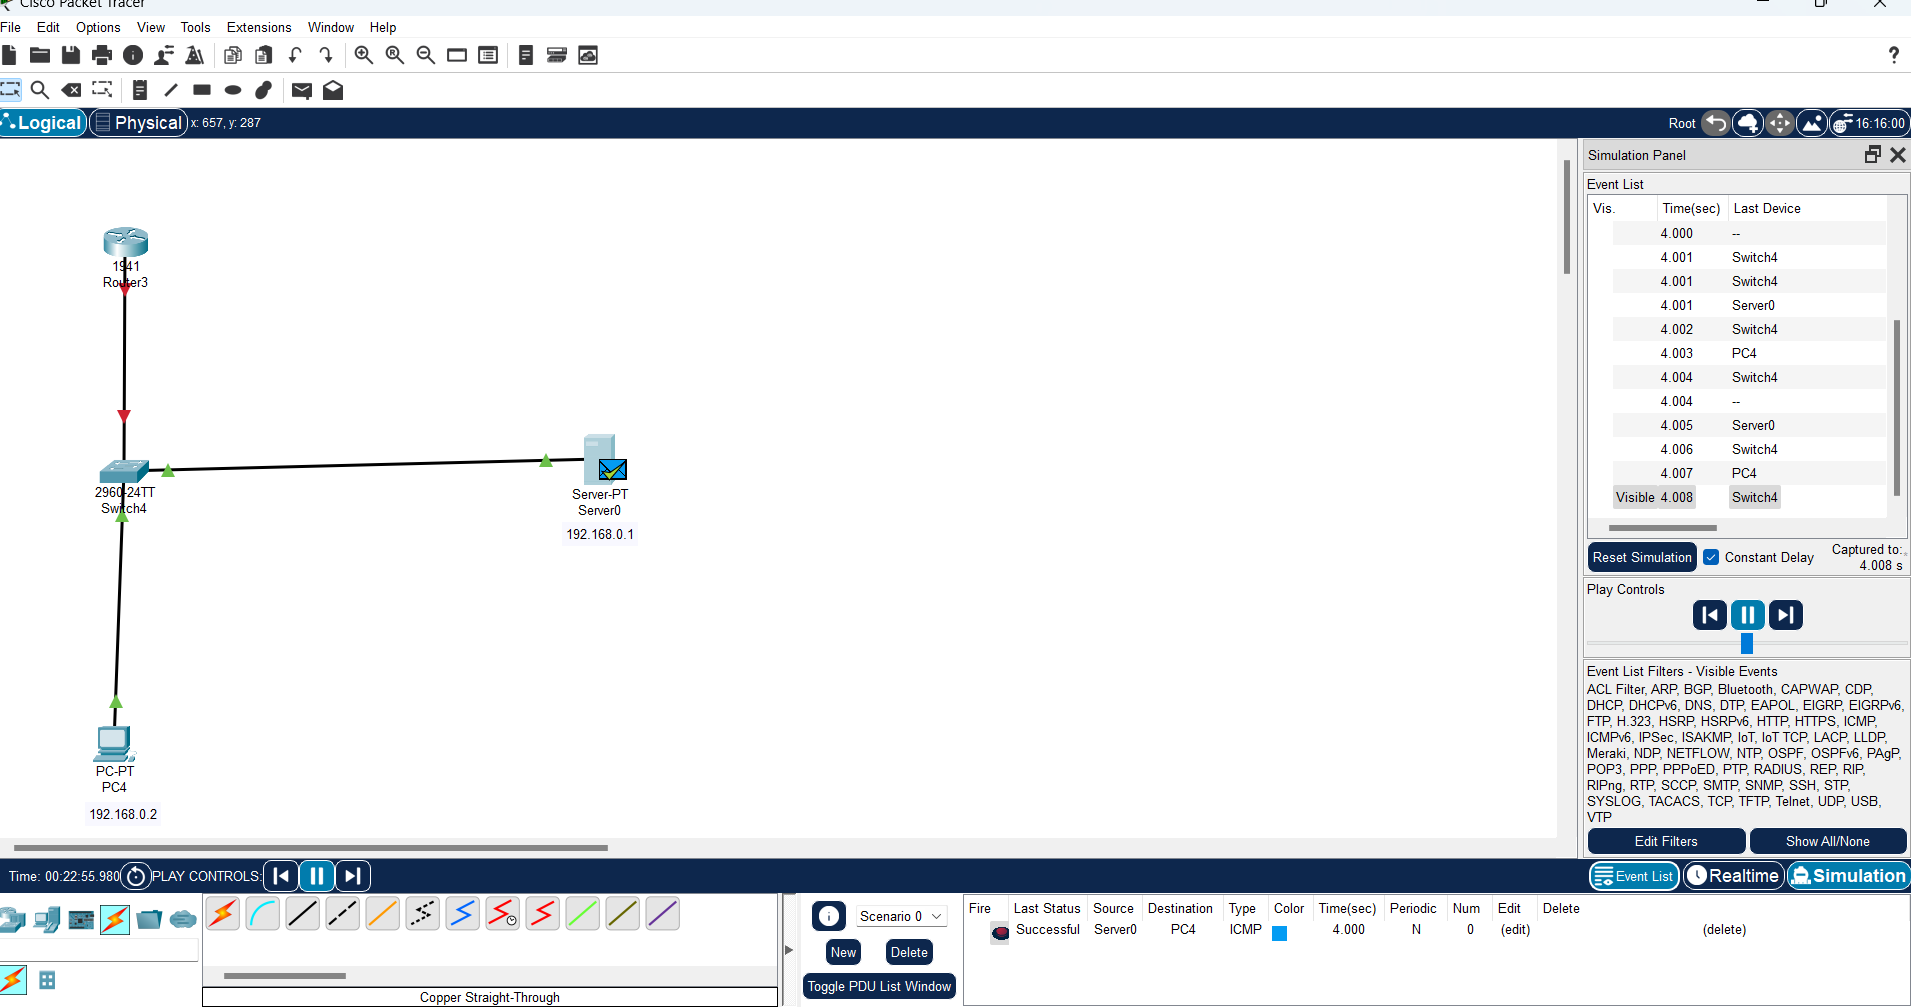 Cisco Packet Tracer
File Edit Options View Tools Extensions Window Help
?
Logical Physical x: 657, y: 287 Root 16:16:00
Simulation Panel
Event List
Vis. Time(sec) Last Device
4.000 --
4.001 Switch4
4.001 Switch4
4.001 Server0
4.002 Switch4
4.003 PC4
4.004 Switch4
4.004 --
4.005 Server0
4.006 Switch4
4.007 PC4
Visible 4.008 Switch4
Reset Simulation Constant Delay Captured to:
4.008 s
Play Controls
Event List Filters - Visible Events
ACL Filter, ARP, BGP, Bluetooth, CAPWAP, CDP,
DHCP, DHCPv6, DNS, DTP, EAPOL, EIGRP, EIGRPv6,
FTP, H.323, HSRP, HSRPv6, HTTP, HTTPS, ICMP,
ICMPv6, IPSec, ISAKMP, IoT, IoT TCP, LACP, LLDP,
Meraki, NDP, NETFLOW, NTP, OSPF, OSPFv6, PAgP,
POP3, PPP, PPPoED, PTP, RADIUS, REP, RIP,
RIPng, RTP, SCCP, SMTP, SNMP, SSH, STP,
SYSLOG, TACACS, TCP, TFTP, Telnet, UDP, USB,
VTP
Edit Filters Show All/None
1941
Router3
2960-24TT
Switch4
Server-PT
Server0
192.168.0.1
PC-PT
PC4
192.168.0.2
Time: 00:22:55.980 PLAY CONTROLS: Event List Realtime Simulation
Copper Straight-Through
Scenario 0
New Delete
Toggle PDU List Window
Fire Last Status Source Destination Type Color Time(sec) Periodic Num Edit Delete
Successful Server0 PC4 ICMP 4.000 N 0 (edit) (delete)